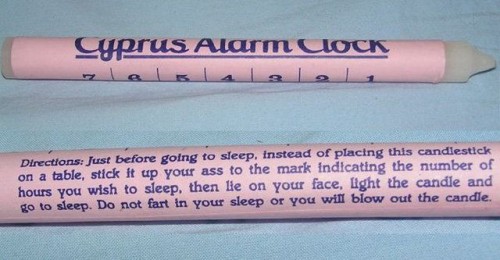 Cyprus Alarm Clock
7 6 5 4 3 2 1
Directions: Just before going to sleep, instead of placing this candlestick
on a table, stick it up your ass to the mark indicating the number of
hours you wish to sleep, then lie on your face, light the candle and
go to sleep. Do not fart in your sleep or you will blow out the candle.